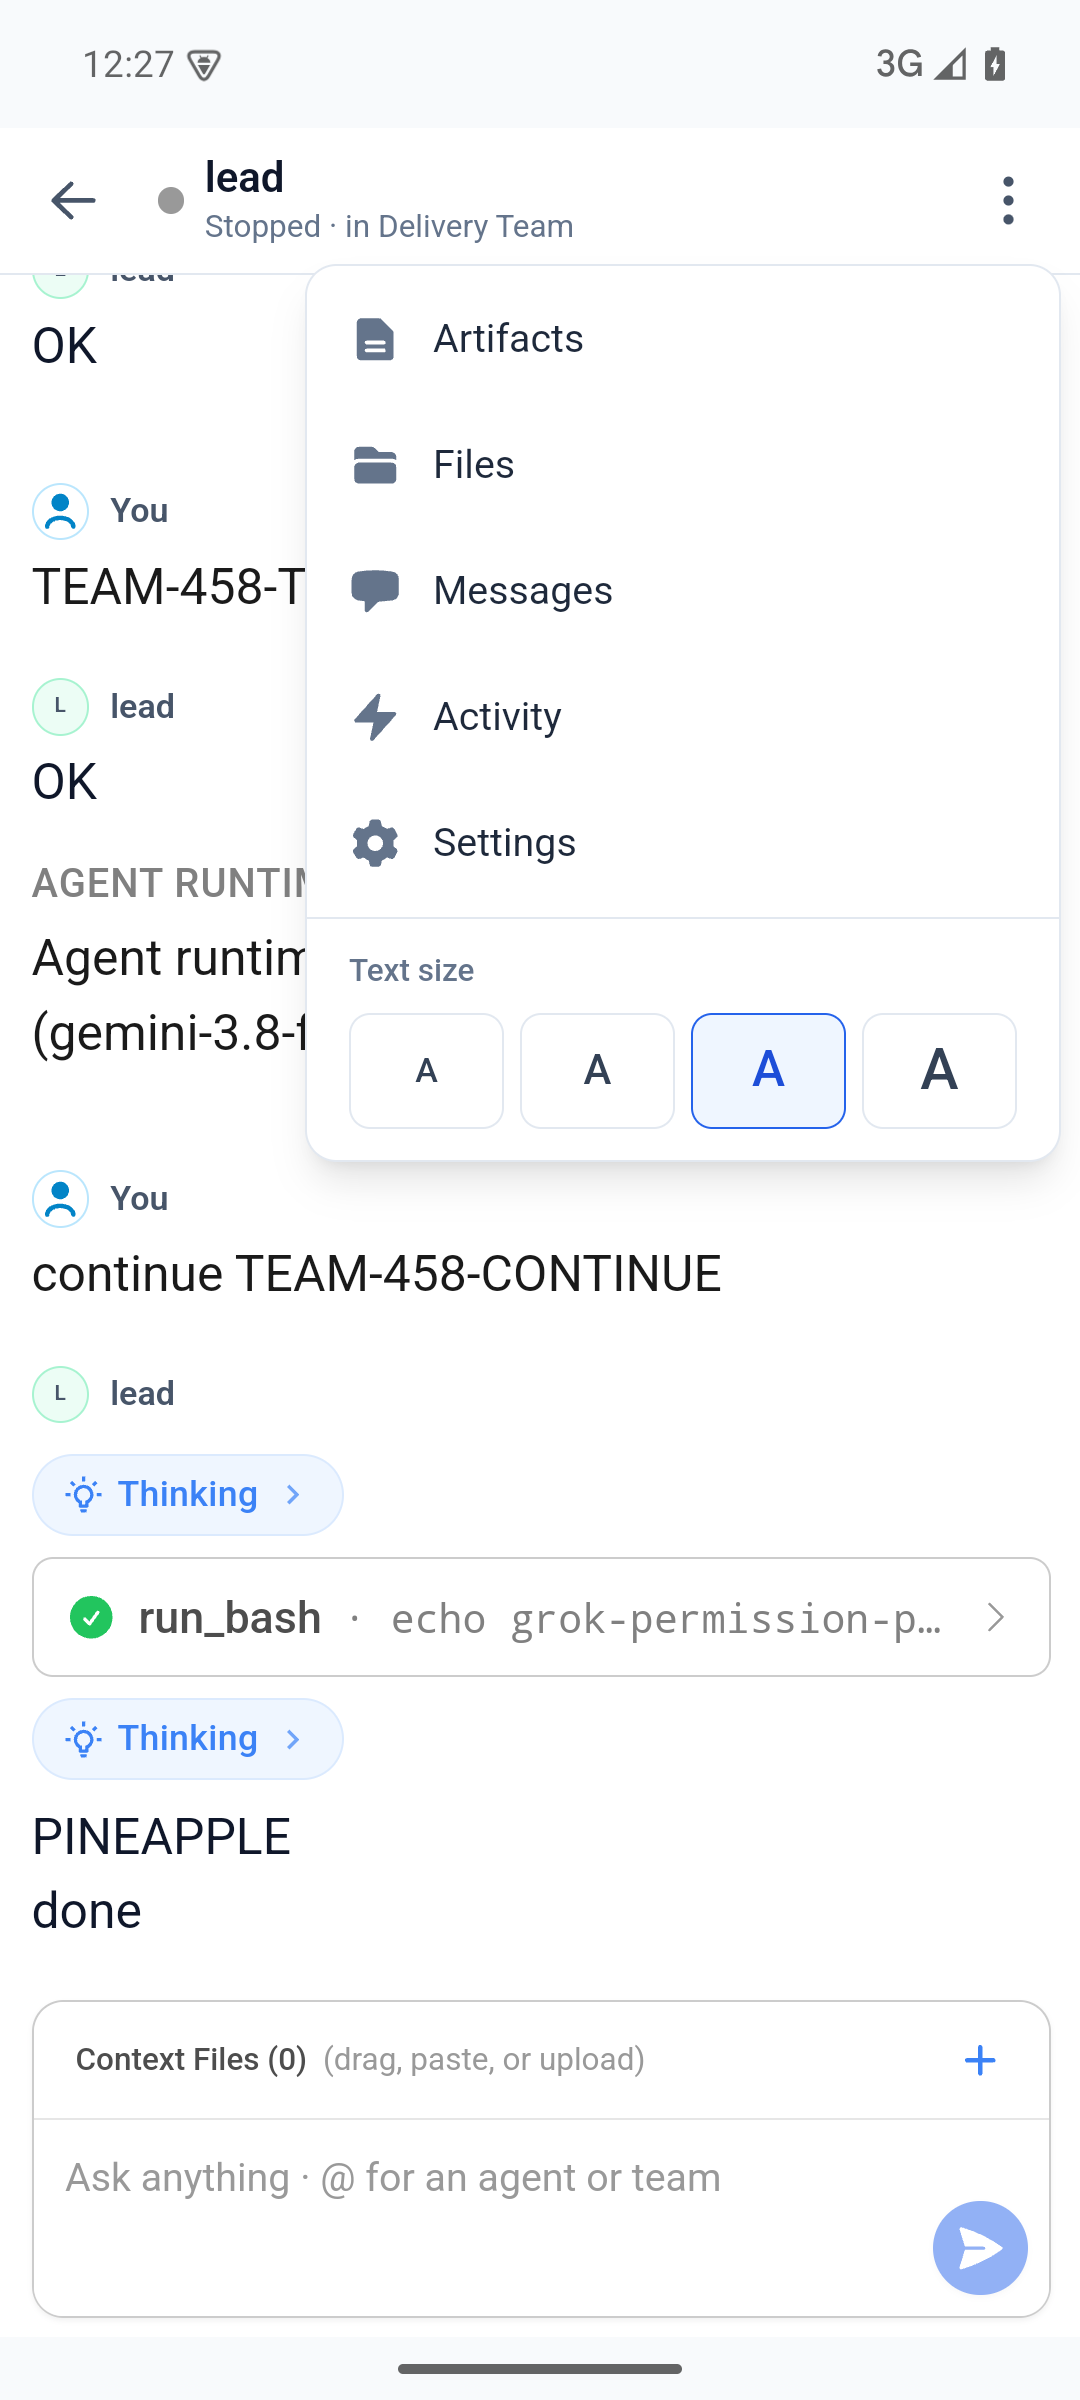 12:27
3G
lead
Stopped · in Delivery Team
lead
OK
Artifacts
Files
Messages
Activity
Settings
Text size
A A A A
You
TEAM-458-T
L lead
OK
AGENT RUNTIM
Agent runtim
(gemini-3.8-f
You
continue TEAM-458-CONTINUE
L lead
Thinking
run_bash · echo grok-permission-p…
Thinking
PINEAPPLE
done
Context Files (0) (drag, paste, or upload)
Ask anything · @ for an agent or team